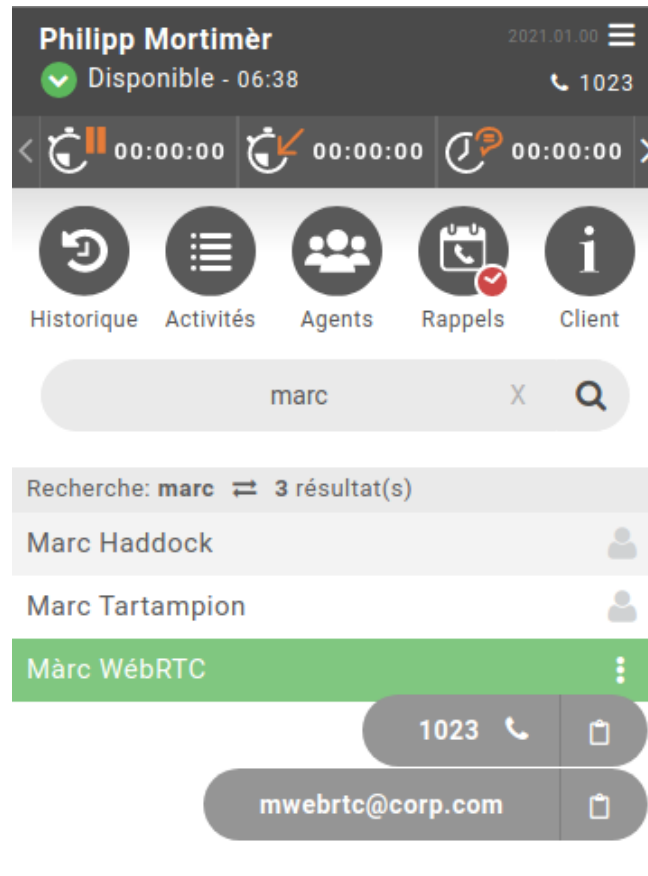 Philipp Mortimèr 2021.01.00
Disponible - 06:38 1023
00:00:00 00:00:00 00:00:00
Historique Activités Agents Rappels Client
marc X
Recherche: marc 3 résultat(s)
Marc Haddock
Marc Tartampion
Màrc WébRTC
1023
mwebrtc@corp.com